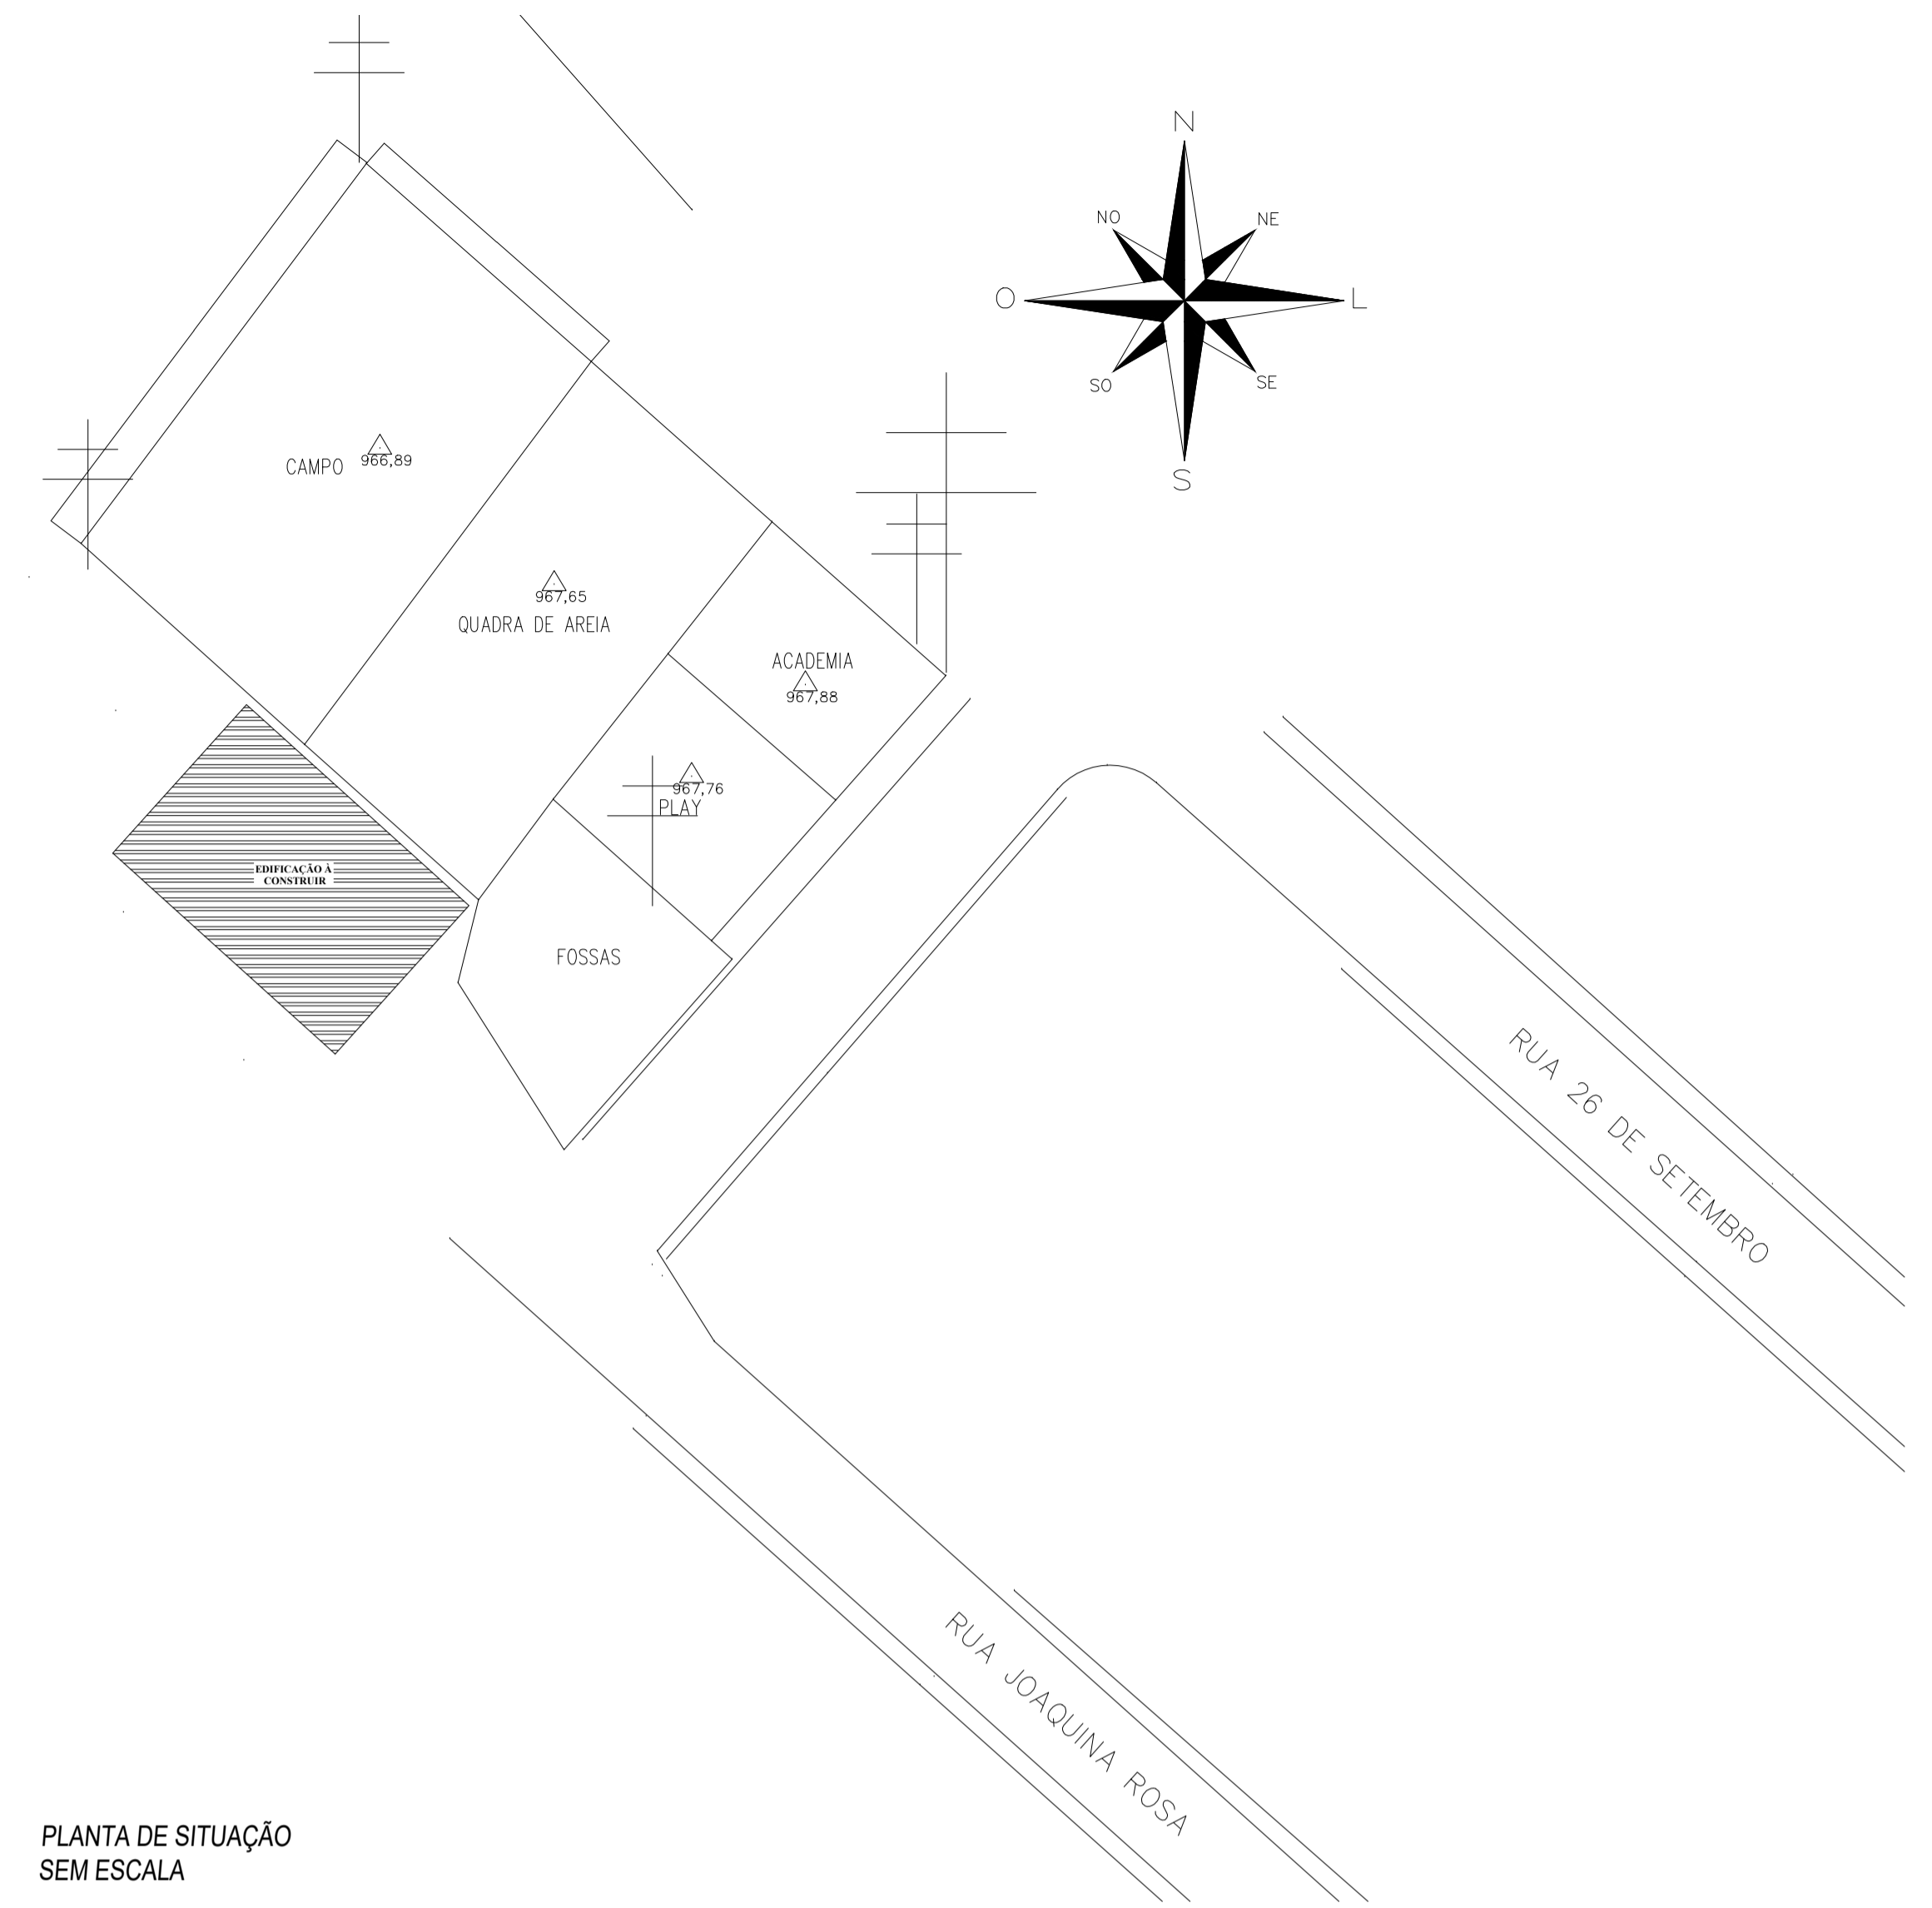 N
NO
NE
O
L
SO
SE
S
CAMPO
966,89
967,65
QUADRA DE AREIA
ACADEMIA
967,88
967,76
PLAY
EDIFICAÇÃO À
CONSTRUIR
FOSSAS
RUA 26 DE SETEMBRO
RUA JOAQUINA ROSA
PLANTA DE SITUAÇÃO
SEM ESCALA